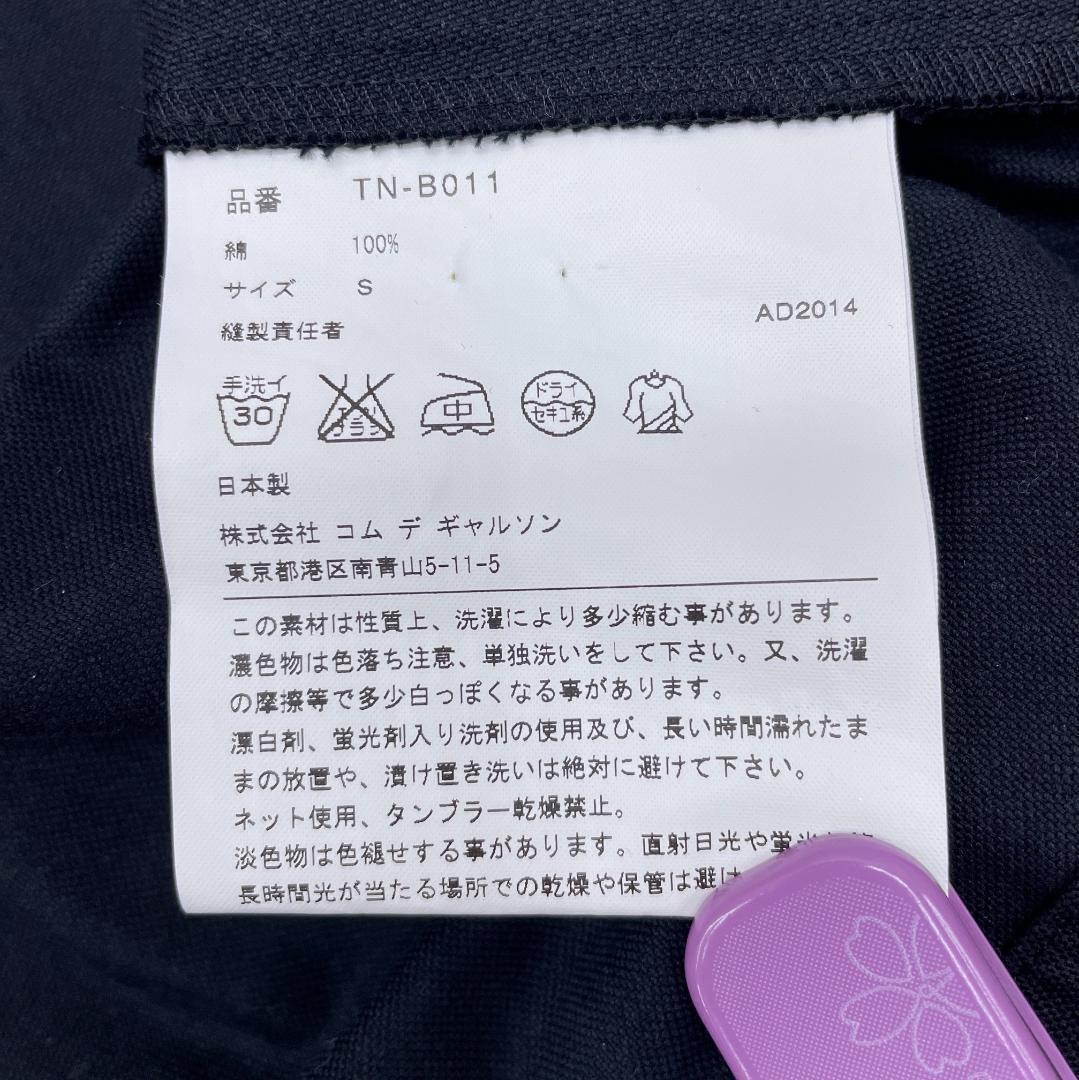 品番 TN-B011
綿 100%
サイズ S
AD2014
縫製責任者
手洗イ 30 エンソ サラシ 中 ドライ セキユ系
日本製
株式会社 コム デ ギャルソン
東京都港区南青山5-11-5
この素材は性質上、洗濯により多少縮む事があります。
濃色物は色落ち注意、単独洗いをして下さい。又、洗濯
の摩擦等で多少白っぽくなる事があります。
漂白剤、蛍光剤入り洗剤の使用及び、長い時間濡れたま
まの放置や、漬け置き洗いは絶対に避けて下さい。
ネット使用、タンブラー乾燥禁止。
淡色物は色褪せする事があります。直射日光や蛍光
長時間光が当たる場所での乾燥や保管は避け